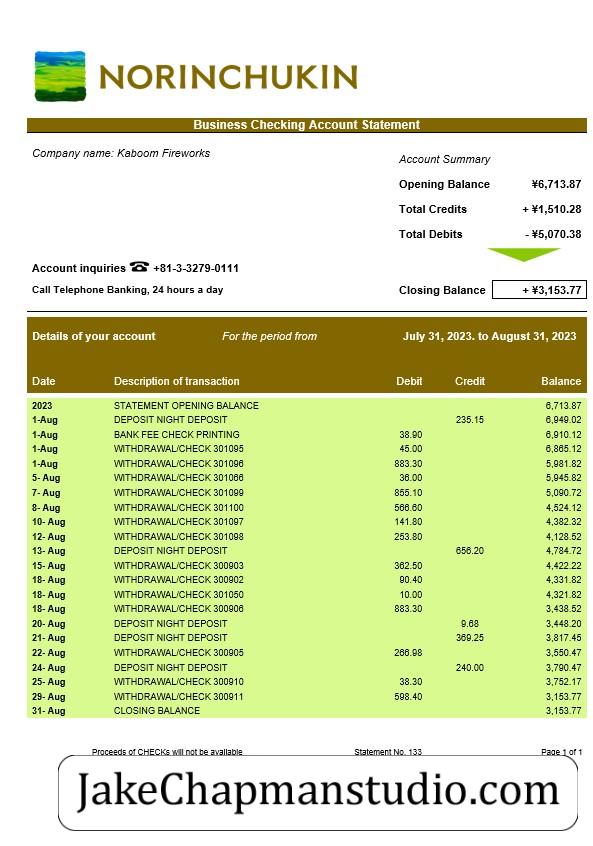 NORINCHUKIN
Business Checking Account Statement
Company name: Kaboom Fireworks
Account Summary
Opening Balance ¥6,713.87
Total Credits + ¥1,510.28
Total Debits - ¥5,070.38
Account inquiries ☎ +81-3-3279-0111
Call Telephone Banking, 24 hours a day
Closing Balance + ¥3,153.77
Details of your account For the period from July 31, 2023. to August 31, 2023
Date Description of transaction Debit Credit Balance
2023 STATEMENT OPENING BALANCE 6,713.87
1-Aug DEPOSIT NIGHT DEPOSIT 235.15 6,949.02
1-Aug BANK FEE CHECK PRINTING 38.90 6,910.12
1-Aug WITHDRAWAL/CHECK 301095 45.00 6,865.12
1-Aug WITHDRAWAL/CHECK 301096 883.30 5,981.82
5- Aug WITHDRAWAL/CHECK 301066 36.00 5,945.82
7- Aug WITHDRAWAL/CHECK 301099 855.10 5,090.72
8- Aug WITHDRAWAL/CHECK 301100 566.60 4,524.12
10- Aug WITHDRAWAL/CHECK 301097 141.80 4,382.32
12- Aug WITHDRAWAL/CHECK 301098 253.80 4,128.52
13- Aug DEPOSIT NIGHT DEPOSIT 656.20 4,784.72
15- Aug WITHDRAWAL/CHECK 300903 362.50 4,422.22
18- Aug WITHDRAWAL/CHECK 300902 90.40 4,331.82
18- Aug WITHDRAWAL/CHECK 301050 10.00 4,321.82
18- Aug WITHDRAWAL/CHECK 300906 883.30 3,438.52
20- Aug DEPOSIT NIGHT DEPOSIT 9.68 3,448.20
21- Aug DEPOSIT NIGHT DEPOSIT 369.25 3,817.45
22- Aug WITHDRAWAL/CHECK 300905 266.98 3,550.47
24- Aug DEPOSIT NIGHT DEPOSIT 240.00 3,790.47
25- Aug WITHDRAWAL/CHECK 300910 38.30 3,752.17
29- Aug WITHDRAWAL/CHECK 300911 598.40 3,153.77
31- Aug CLOSING BALANCE 3,153.77
Proceeds of CHECKs will not be available Statement No. 133 Page 1 of 1
JakeChapmanstudio.com